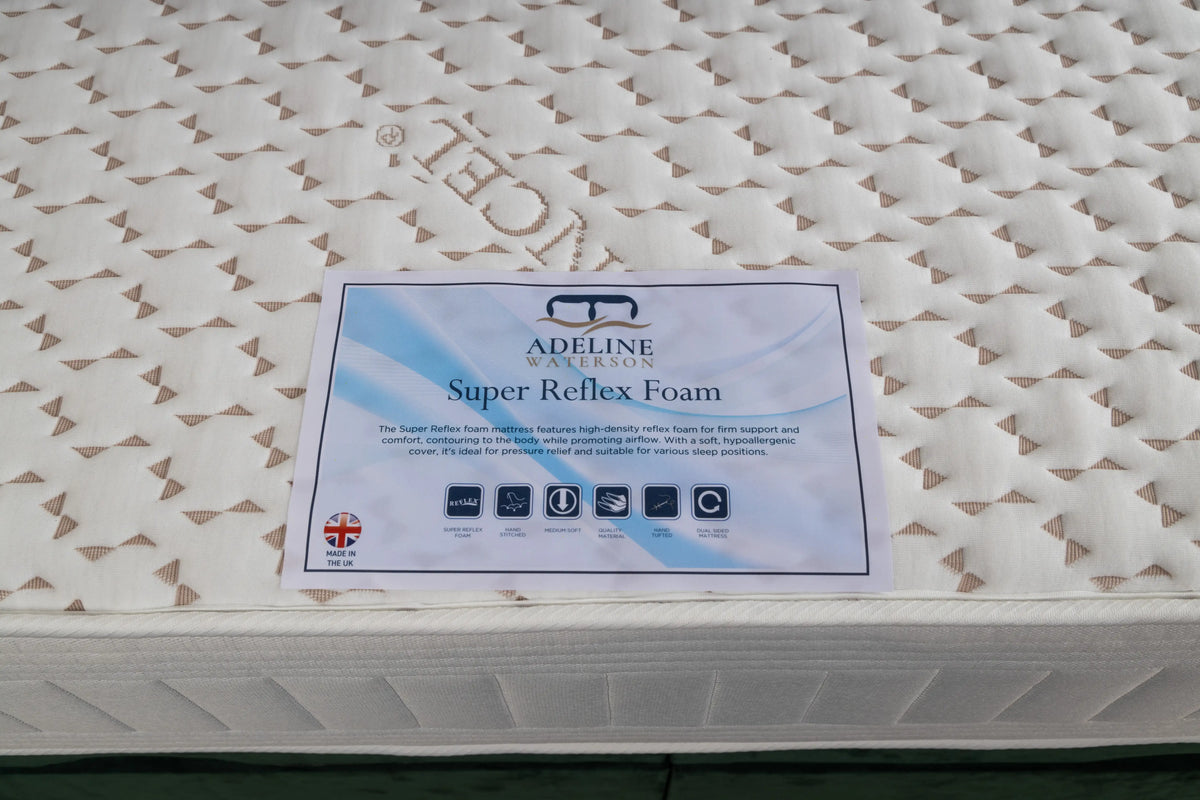 ADELINE
WATERSON
Super Reflex Foam
The Super Reflex foam mattress features high-density reflex foam for firm support and
comfort, contouring to the body while promoting airflow. With a soft, hypoallergenic
cover, it's ideal for pressure relief and suitable for various sleep positions.
REFLEX
SUPER REFLEX
FOAM
HAND
STITCHED
MEDIUM SOFT
QUALITY
MATERIAL
HAND
TUFTED
DUAL SIDED
MATTRESS
MADE IN
THE UK